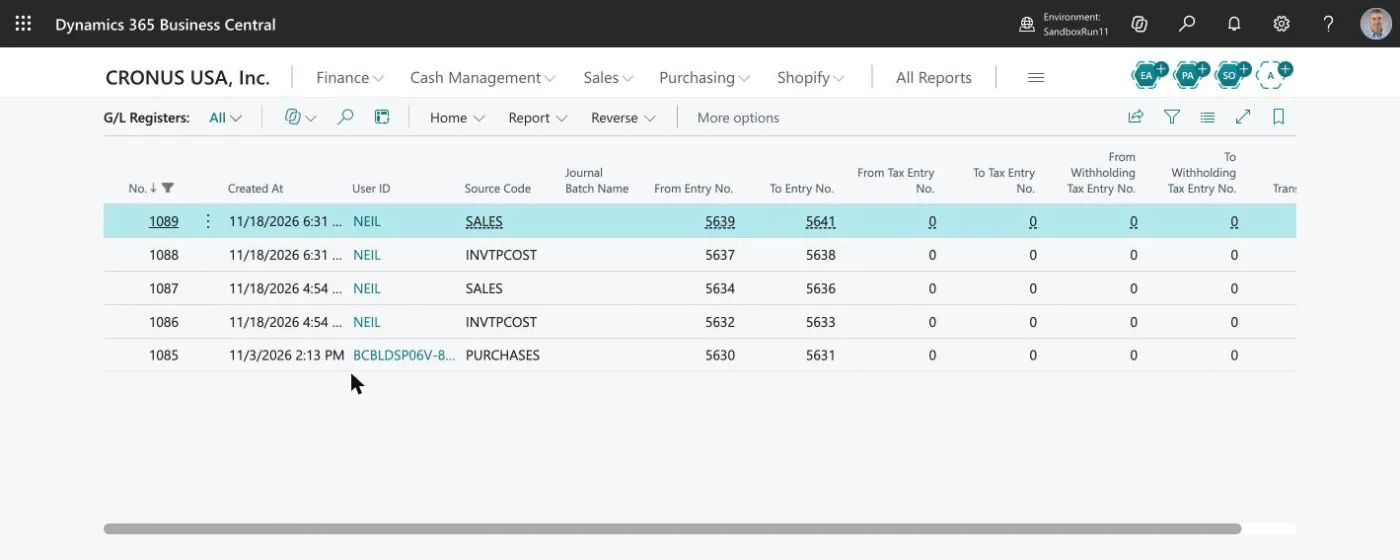 Dynamics 365 Business Central
Environment:
SandboxRun11
?
CRONUS USA, Inc. Finance Cash Management Sales Purchasing Shopify All Reports
EA PA SO A
G/L Registers: All Home Report Reverse More options
No. Created At User ID Source Code Journal Batch Name From Entry No. To Entry No. From Tax Entry No. To Tax Entry No. From Withholding Tax Entry No. To Withholding Tax Entry No. Trans
1089 11/18/2026 6:31 ... NEIL SALES 5639 5641 0 0 0 0
1088 11/18/2026 6:31 ... NEIL INVTPCOST 5637 5638 0 0 0 0
1087 11/18/2026 4:54 ... NEIL SALES 5634 5636 0 0 0 0
1086 11/18/2026 4:54 ... NEIL INVTPCOST 5632 5633 0 0 0 0
1085 11/3/2026 2:13 PM BCBLDSP06V-8... PURCHASES 5630 5631 0 0 0 0